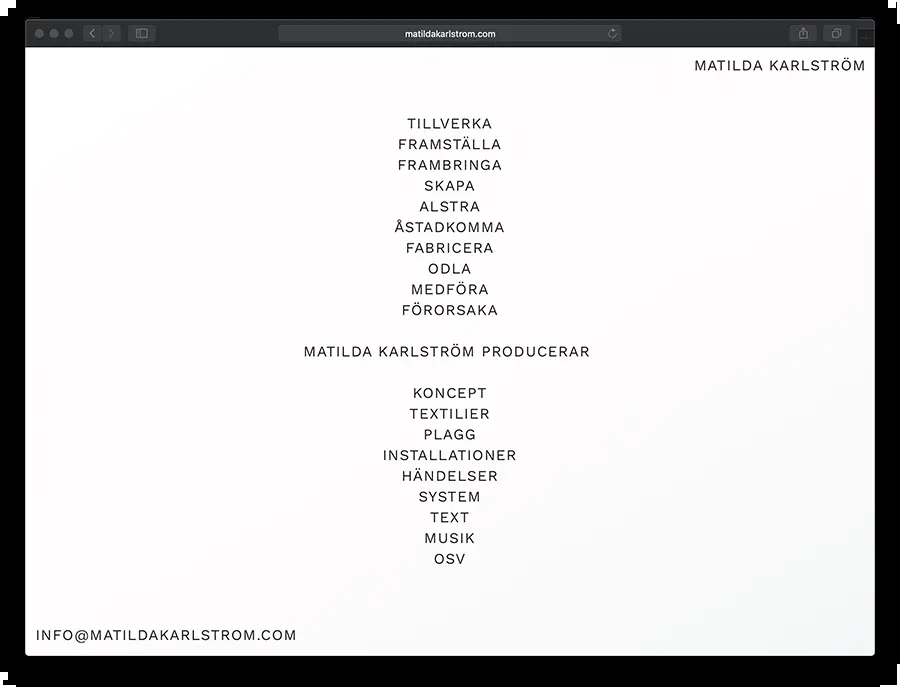 matildakarlstrom.com
MATILDA KARLSTRÖM
TILLVERKA
FRAMSTÄLLA
FRAMBRINGA
SKAPA
ALSTRA
ÅSTADKOMMA
FABRICERA
ODLA
MEDFÖRA
FÖRORSAKA
MATILDA KARLSTRÖM PRODUCERAR
KONCEPT
TEXTILIER
PLAGG
INSTALLATIONER
HÄNDELSER
SYSTEM
TEXT
MUSIK
OSV
INFO@MATILDAKARLSTROM.COM